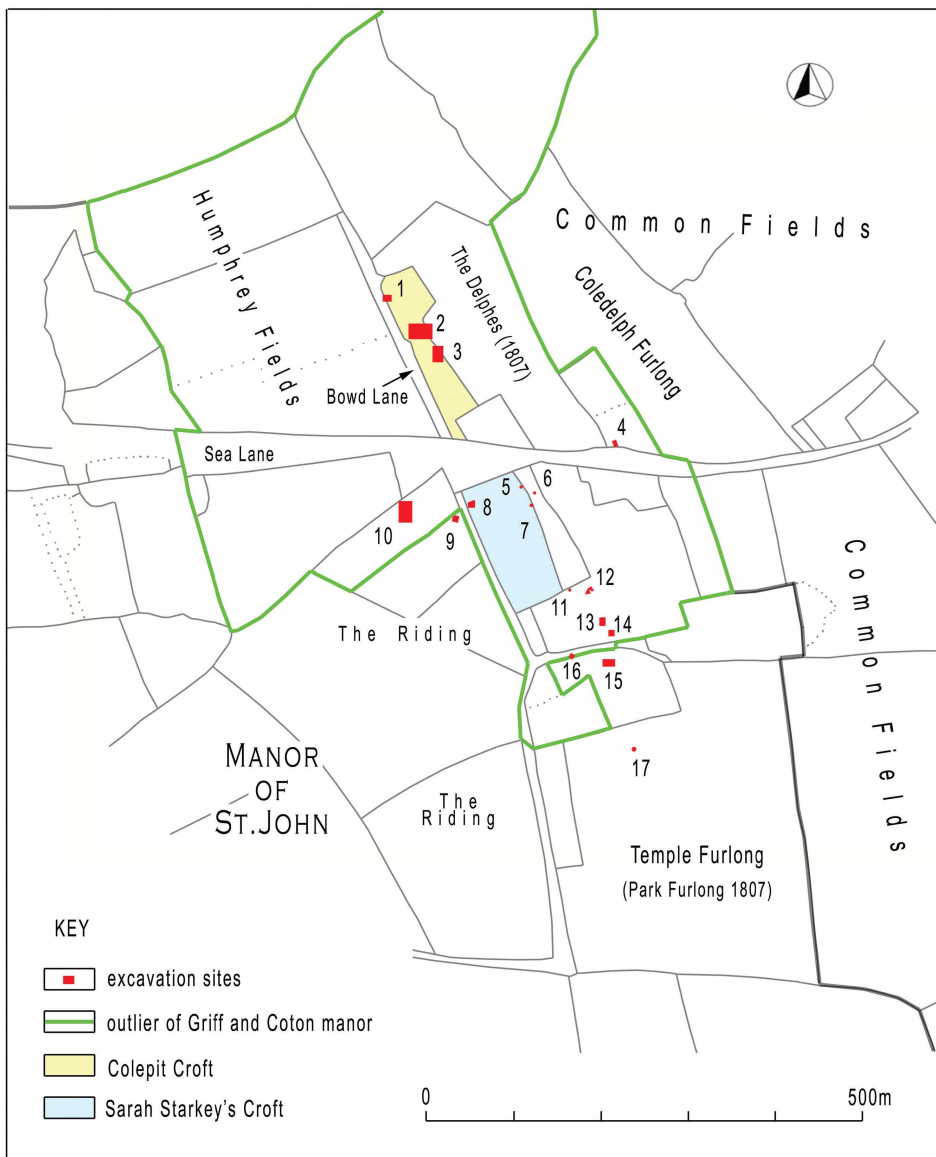 Common Fields
Humphrey Fields
The Delphes (1807)
Coledelph Furlong
1
2
3
Bowd Lane
4
Sea Lane
5
6
7
8
9
10
11
12
13
14
15
16
17
Common Fields
The Riding
MANOR
OF
ST.JOHN
The
Riding
Temple Furlong
(Park Furlong 1807)
KEY
excavation sites
outlier of Griff and Coton manor
Colepit Croft
Sarah Starkey's Croft
0
500m